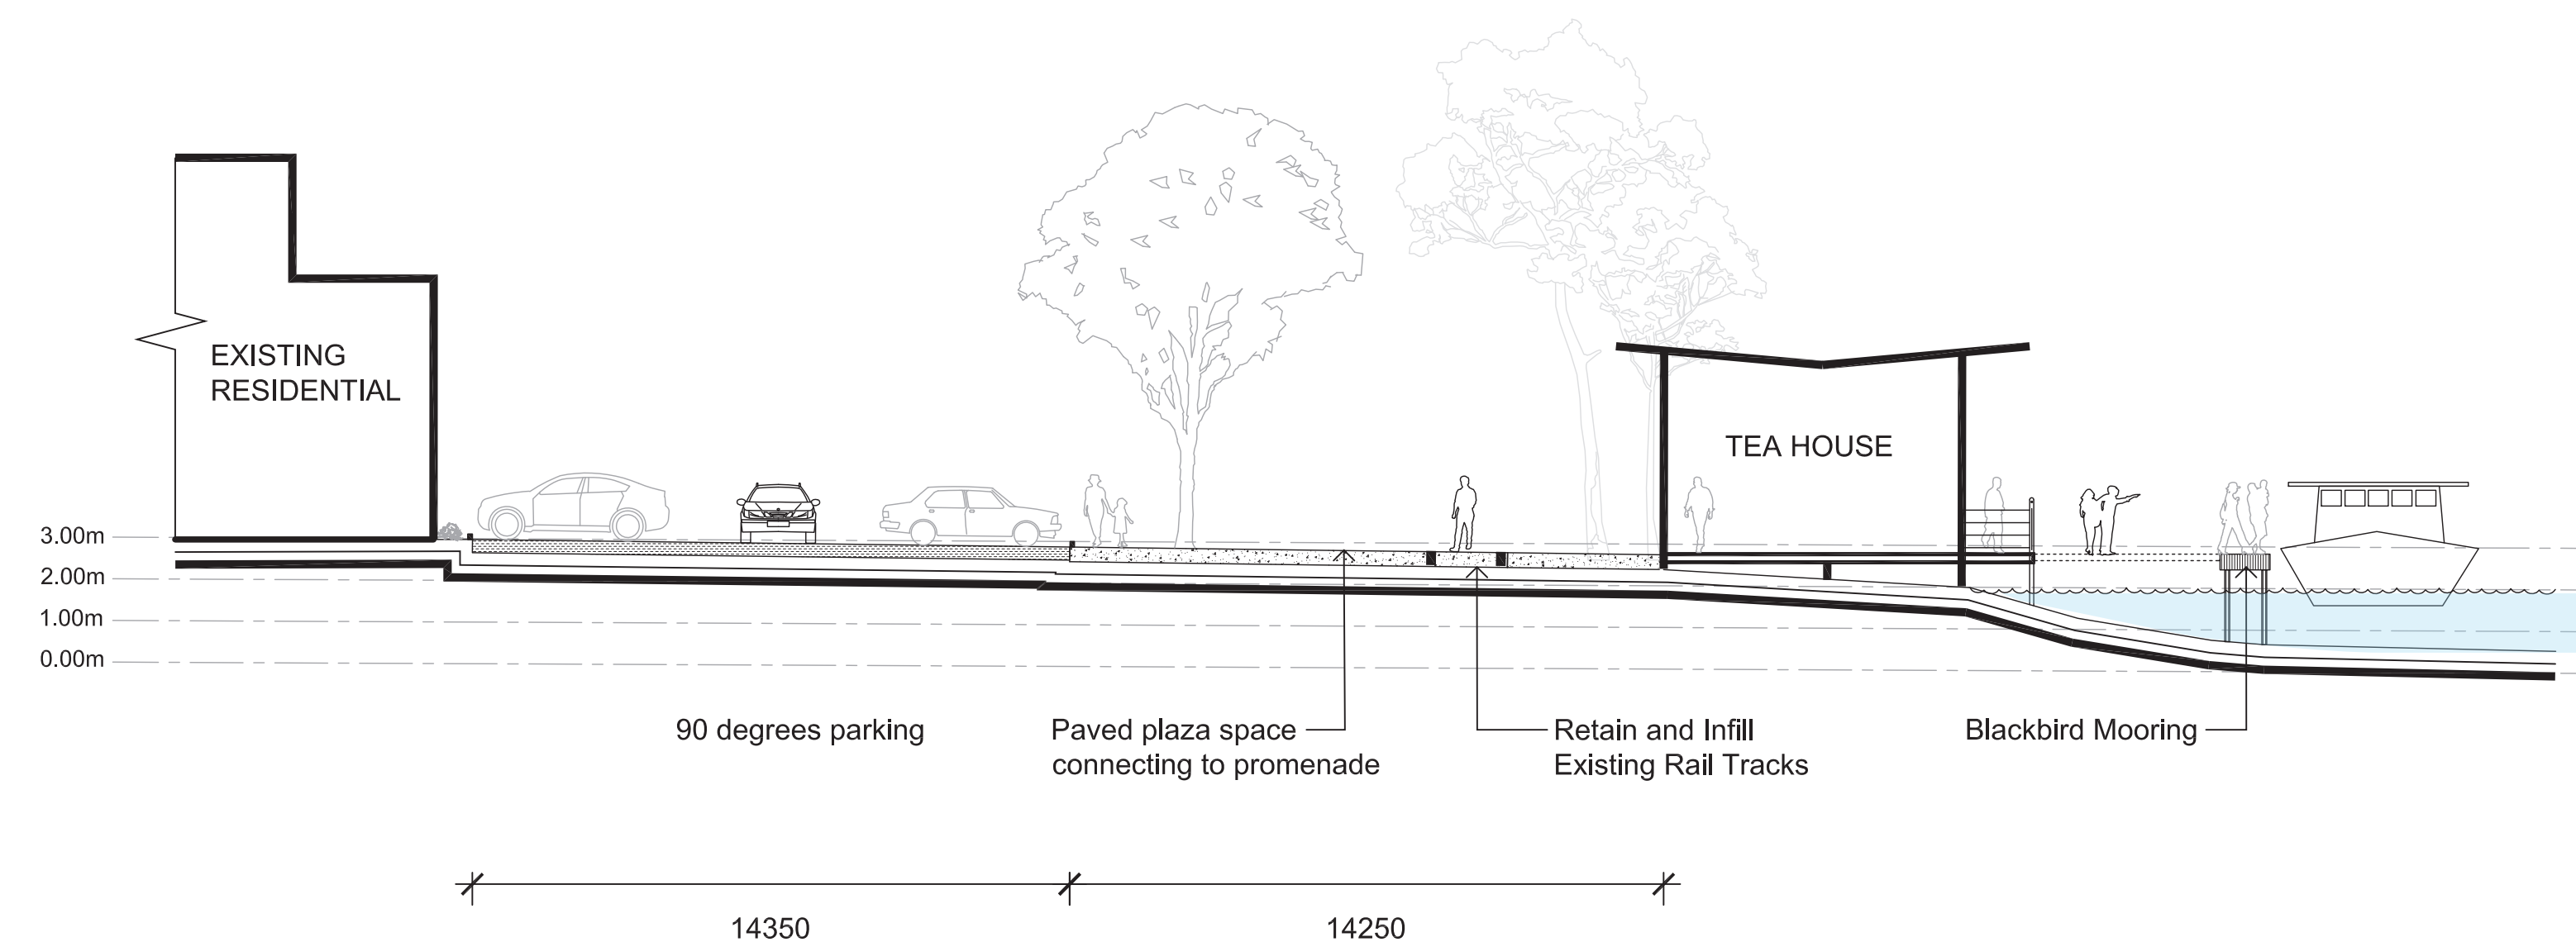 EXISTING
RESIDENTIAL
TEA HOUSE
3.00m
2.00m
1.00m
0.00m
90 degrees parking
Paved plaza space
connecting to promenade
Retain and Infill
Existing Rail Tracks
Blackbird Mooring
14350
14250